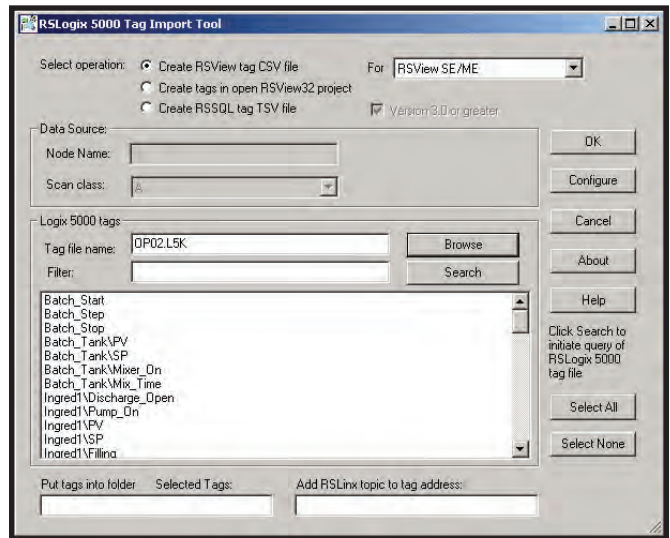 RSLogix 5000 Tag Import Tool
Select operation:
Create RSView tag CSV file
For
RSView SE/ME
Create tags in open RSView32 project
Create RSSQL tag TSV file
Version 3.0 or greater
Data Source:
Node Name:
Scan class:
A
OK
Configure
Cancel
About
Help
Logix 5000 tags
Tag file name:
OP02.L5K
Browse
Filter:
Search
Batch_Start
Batch_Step
Batch_Stop
Batch_Tank\PV
Batch_Tank\SP
Batch_Tank\Mixer_On
Batch_Tank\Mix_Time
Ingred1\Discharge_Open
Ingred1\Pump_On
Ingred1\PV
Ingred1\SP
Ingred1\Filling
Click Search to
initiate query of
RSLogix 5000
tag file
Select All
Select None
Put tags into folder
Selected Tags:
Add RSLinx topic to tag address: